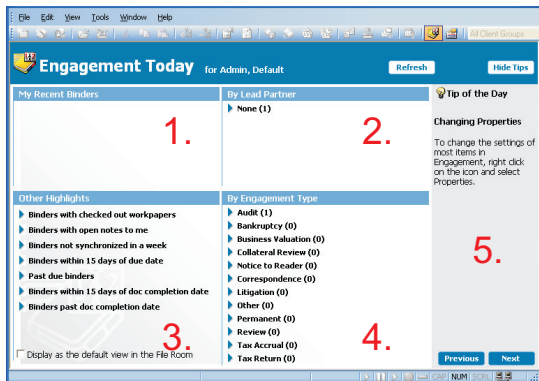 File Edit View Tools Window Help
All Client Groups
Engagement Today for Admin, Default
Refresh
Hide Tips
My Recent Binders
1.
By Lead Partner
None (1)
2.
Other Highlights
Binders with checked out workpapers
Binders with open notes to me
Binders not synchronized in a week
Binders within 15 days of due date
Past due binders
Binders within 15 days of doc completion date
Binders past doc completion date
3.
Display as the default view in the File Room
By Engagement Type
Audit (1)
Bankruptcy (0)
Business Valuation (0)
Collateral Review (0)
Notice to Reader (0)
Correspondence (0)
Litigation (0)
Other (0)
Permanent (0)
Review (0)
Tax Accrual (0)
Tax Return (0)
4.
Tip of the Day
Changing Properties
To change the settings of
most items in
Engagement, right click
on the icon and select
Properties.
5.
Previous
Next
CAP NUM SCRL